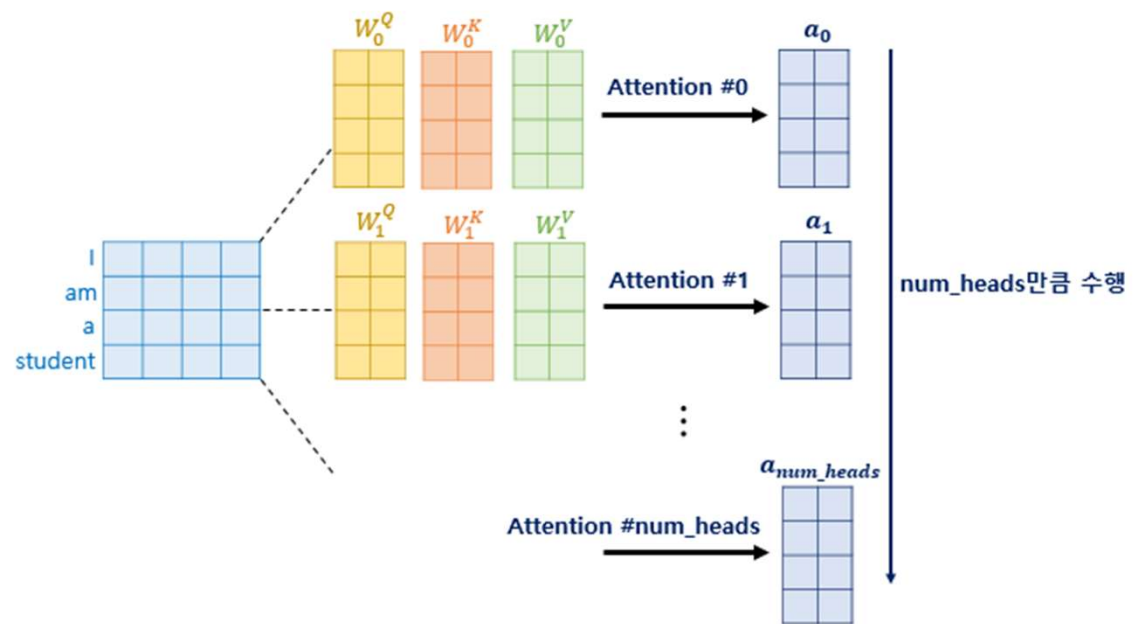 W_0^Q W_0^K W_0^V a_0
Attention #0
W_1^Q W_1^K W_1^V a_1
I
am
a
student
Attention #1
num_heads만큼 수행
⋮
a_num_heads
Attention #num_heads